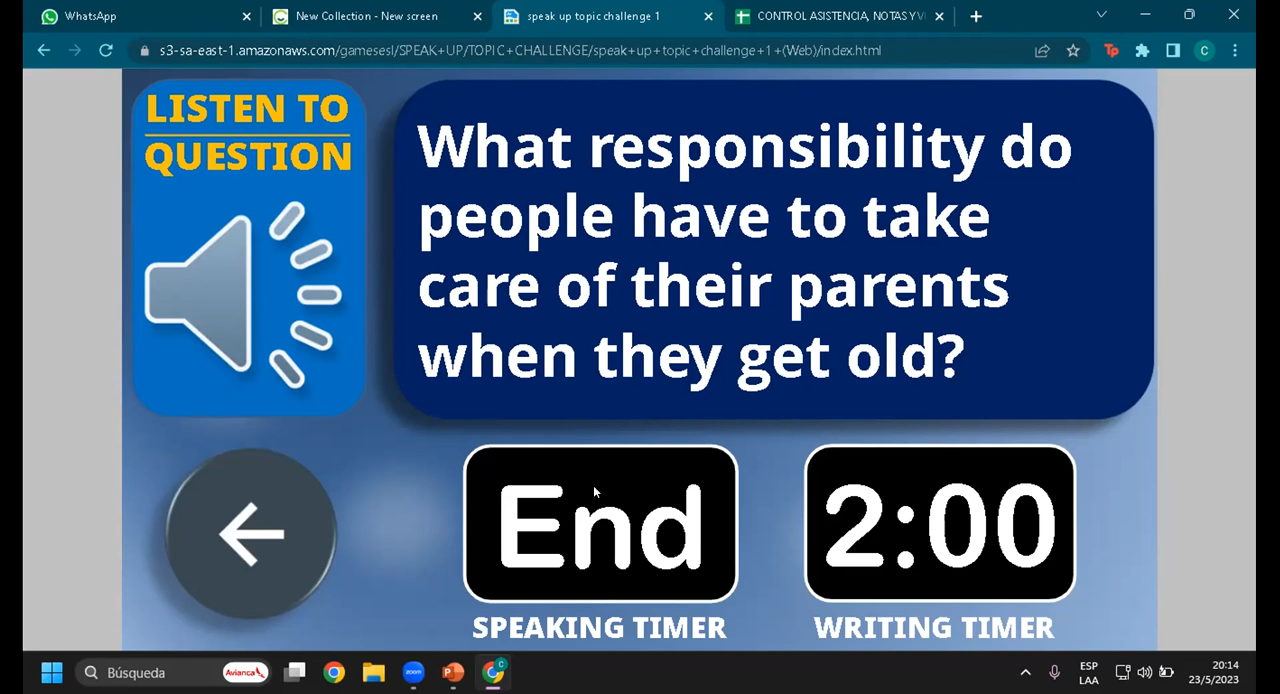 WhatsApp
New Collection - New screen
speak up topic challenge 1
CONTROL ASISTENCIA, NOTAS Y VI
s3-sa-east-1.amazonaws.com/gamesesl/SPEAK+UP/TOPIC+CHALLENGE/speak+up+topic+challenge+1+(Web)/index.html
Tp
C
LISTEN TO
QUESTION
What responsibility do
people have to take
care of their parents
when they get old?
End
2:00
SPEAKING TIMER
WRITING TIMER
Búsqueda
Avianca
zoom
P
C
ESP
LAA
20:14
23/5/2023